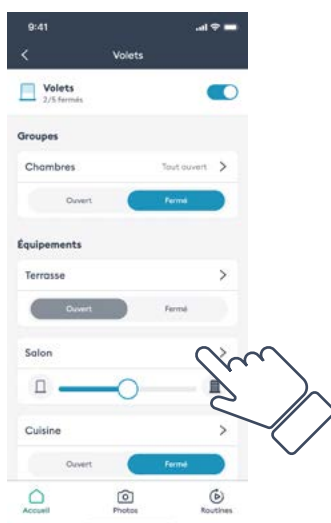 9:41
Volets
Volets
2/5 fermés
Groupes
Chambres Tout ouvert
Ouvert Fermé
Équipements
Terrasse
Ouvert Fermé
Salon
Cuisine
Ouvert Fermé
Accueil Photos Routines